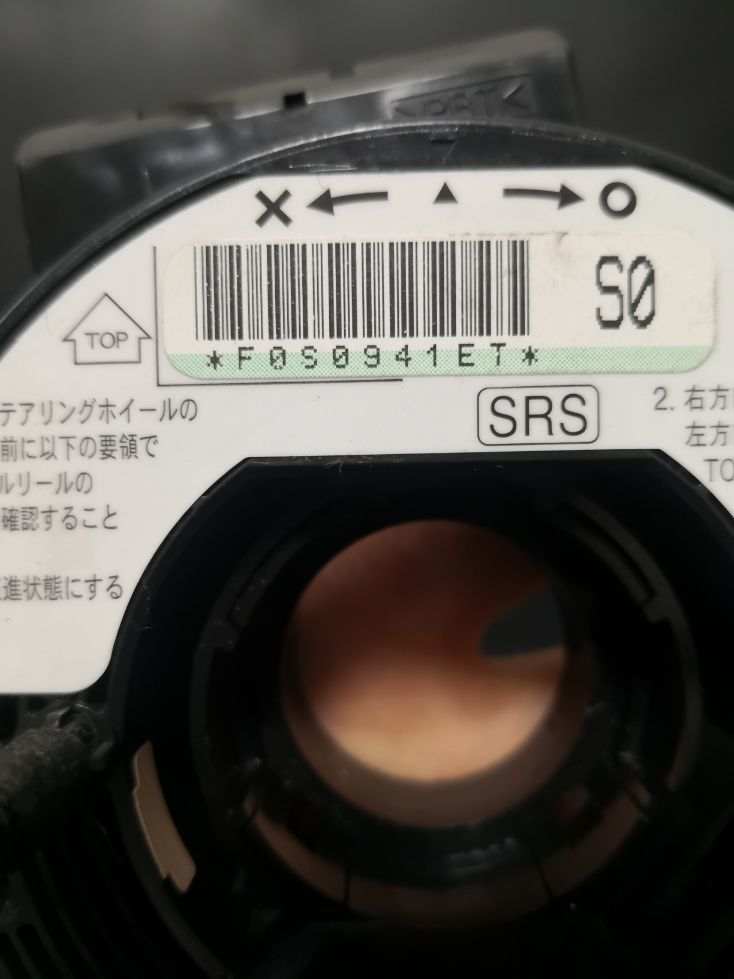 >PBT<
× ← ▲ → ○
S0
TOP
*F0S0941ET*
SRS
テアリングホイールの
前に以下の要領で
ルリールの
確認すること
進状態にする
2. 右方
左方
TO